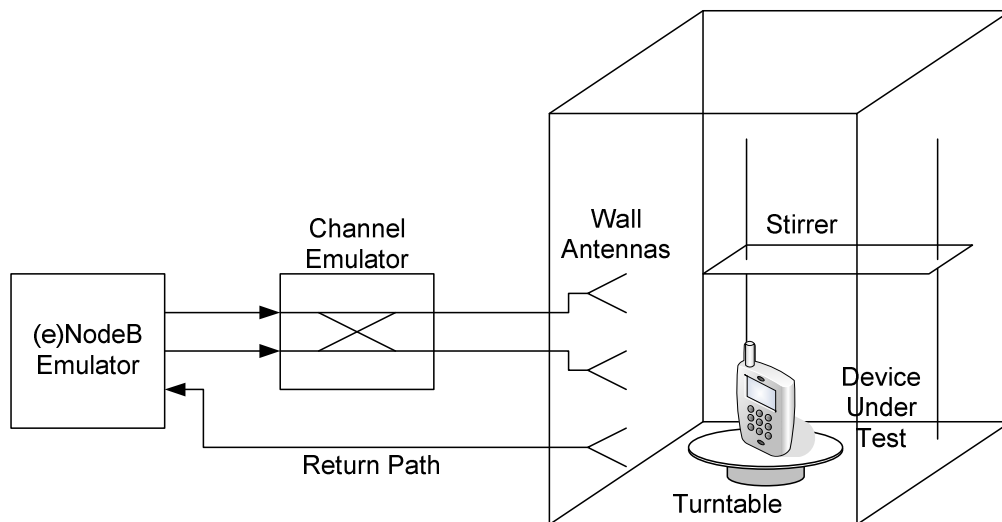 (e)NodeB
Emulator
Channel
Emulator
Wall
Antennas
Stirrer
Device
Under
Test
Return Path
Turntable